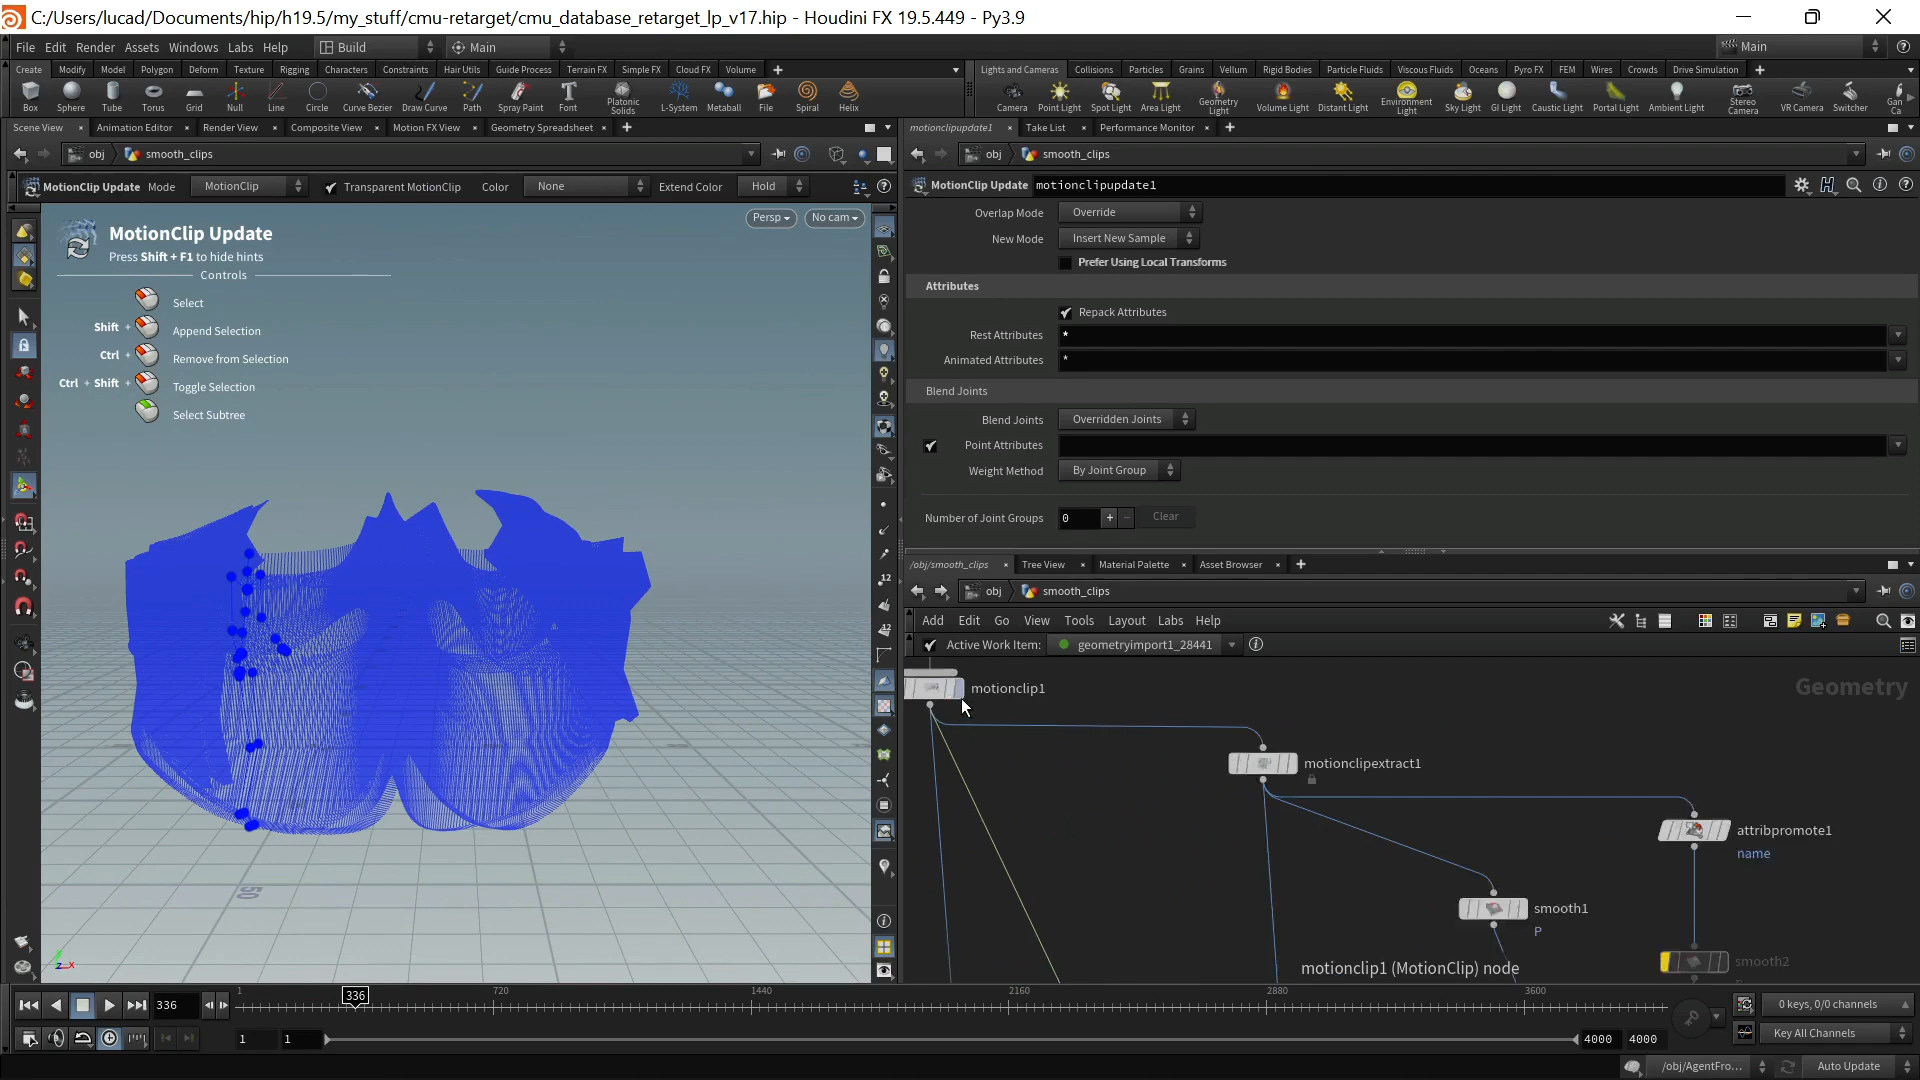 C:/Users/lucad/Documents/hip/h19.5/my_stuff/cmu-retarget/cmu_database_retarget_lp_v17.hip - Houdini FX 19.5.449 - Py3.9
File Edit Render Assets Windows Labs Help Build Main Main
Create Modify Model Polygon Deform Texture Rigging Characters Constraints Hair Utils Guide Process Terrain FX Simple FX Cloud FX Volume
Lights and Cameras Collisions Particles Grains Vellum Rigid Bodies Particle Fluids Viscous Fluids Oceans Pyro FX FEM Wires Crowds Drive Simulation
Box Sphere Tube Torus Grid Null Line Circle Curve Bezier Draw Curve Path Spray Paint Font Platonic Solids L-System Metaball File Spiral Helix
Camera Point Light Spot Light Area Light Geometry Light Volume Light Distant Light Environment Light Sky Light GI Light Caustic Light Portal Light Ambient Light Stereo Camera VR Camera Switcher Gan Ca
Scene View Animation Editor Render View Composite View Motion FX View Geometry Spreadsheet
motionclipupdate1 Take List Performance Monitor
obj smooth_clips
obj smooth_clips
MotionClip Update Mode MotionClip Transparent MotionClip Color None Extend Color Hold
MotionClip Update motionclipupdate1
Persp No cam
MotionClip Update
Press Shift + F1 to hide hints
Controls
Select
Shift + Append Selection
Ctrl + Remove from Selection
Ctrl + Shift + Toggle Selection
Select Subtree
50
z x
Overlap Mode Override
New Mode Insert New Sample
Prefer Using Local Transforms
Attributes
Repack Attributes
Rest Attributes *
Animated Attributes *
Blend Joints
Blend Joints Overridden Joints
Point Attributes
Weight Method By Joint Group
Number of Joint Groups 0 + - Clear
/obj/smooth_clips Tree View Material Palette Asset Browser
obj smooth_clips
Add Edit Go View Tools Layout Labs Help
Active Work Item: geometryimport1_28441
Geometry
motionclip1
motionclipextract1
attribpromote1
name
smooth1
P
smooth2
motionclip1 (MotionClip) node
336 1 336 720 1440 2160 2880 3600
0 keys, 0/0 channels
1 1 4000 4000 Key All Channels
/obj/AgentFro... Auto Update